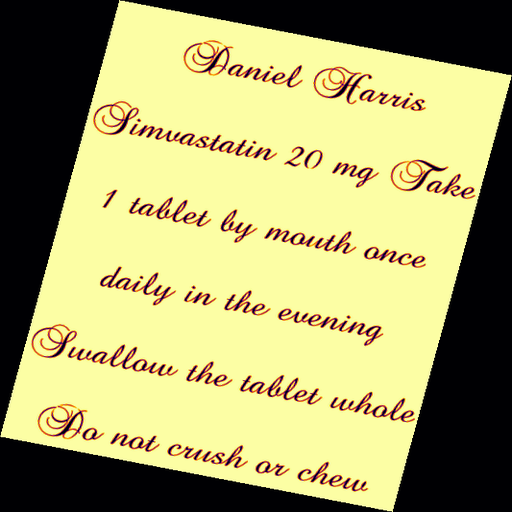 Daniel Harris
Simvastatin 20 mg Take
1 tablet by mouth once
daily in the evening
Swallow the tablet whole
Do not crush or chew